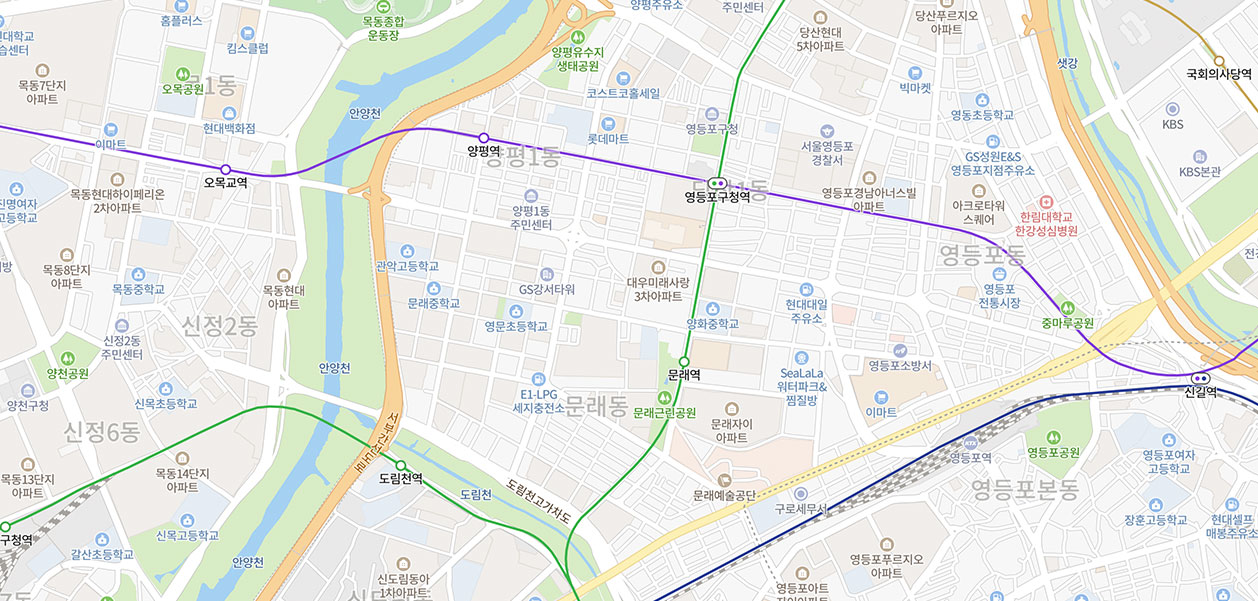 홈플러스
목동종합
운동장
양평주유소
주민센터
당산푸르지오
아파트
당산현대
5차아파트
킴스클럽
양평유수지
생태공원
샛강
국회의사당역
목동7단지
아파트
오목공원
코스트코홀세일
빅마켓
안양천
영등포구청
영동초등학교
KBS
현대백화점
이마트
롯데마트
서울영등포
경찰서
양평역
양평1동
GS성원E&S
영등포지점주유소
KBS본관
오목교역
영등포구청역
목동현대하이페리온
2차아파트
영등포경남아너스빌
아파트
아크로타워
스퀘어
한림대학교
한강성심병원
양평1동
주민센터
영등포동
관악고등학교
목동8단지
아파트
목동중학교
목동현대
아파트
문래중학교
GS강서타워
대우미래사랑
3차아파트
현대대일
주유소
영등포
전통시장
중마루공원
신정2동
신정2동
주민센터
영문초등학교
양화중학교
영등포소방서
양천공원
안양천
문래역
SeaLaLa
워터파크&
찜질방
신길역
양천구청
신목초등학교
E1-LPG
세지충전소
문래동
문래근린공원
문래자이
아파트
이마트
신정6동
서부간선도로
영등포역
영등포공원
영등포여자
고등학교
목동13단지
아파트
목동14단지
아파트
도림천역
도림천
도림천고가차도
문래예술공단
구로세무서
영등포본동
신목고등학교
장훈고등학교
현대셀프
매봉주유소
구청역
갈산초등학교
안양천
신도림동아
1차아파트
영등포푸르지오
아파트
영등포아트